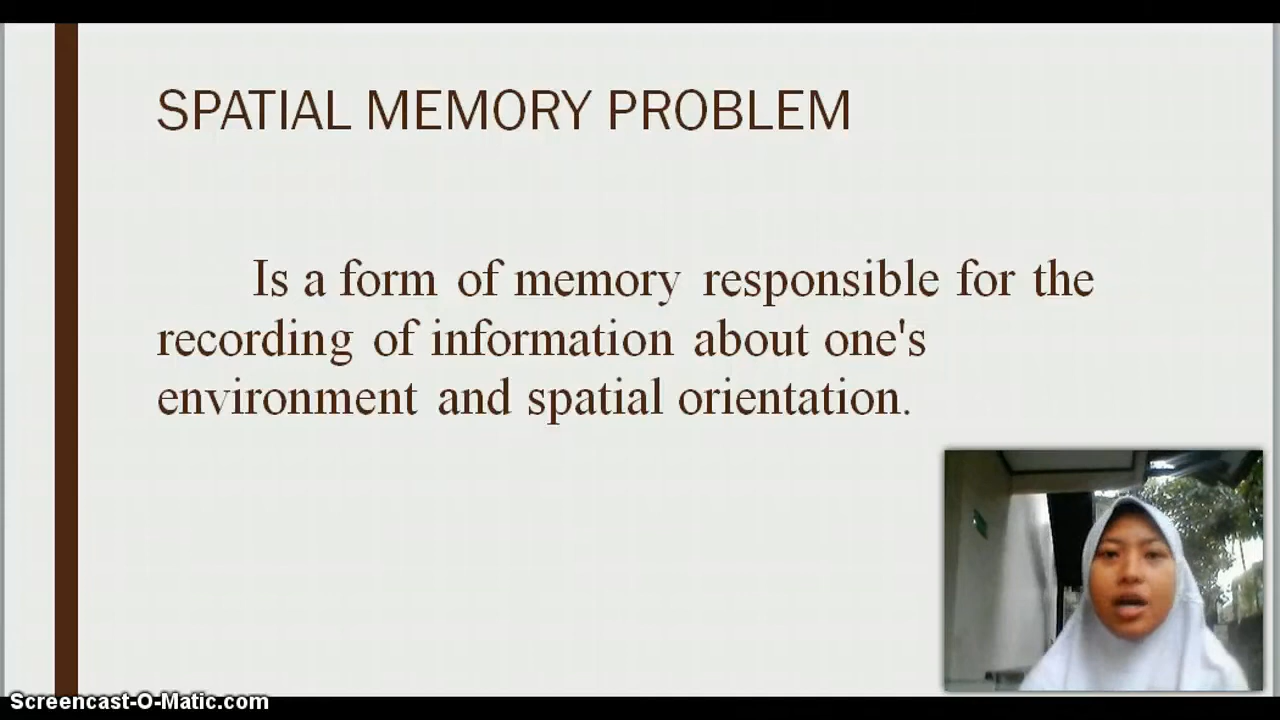 SPATIAL MEMORY PROBLEM
Is a form of memory responsible for the
recording of information about one's
environment and spatial orientation.
Screencast-O-Matic.com